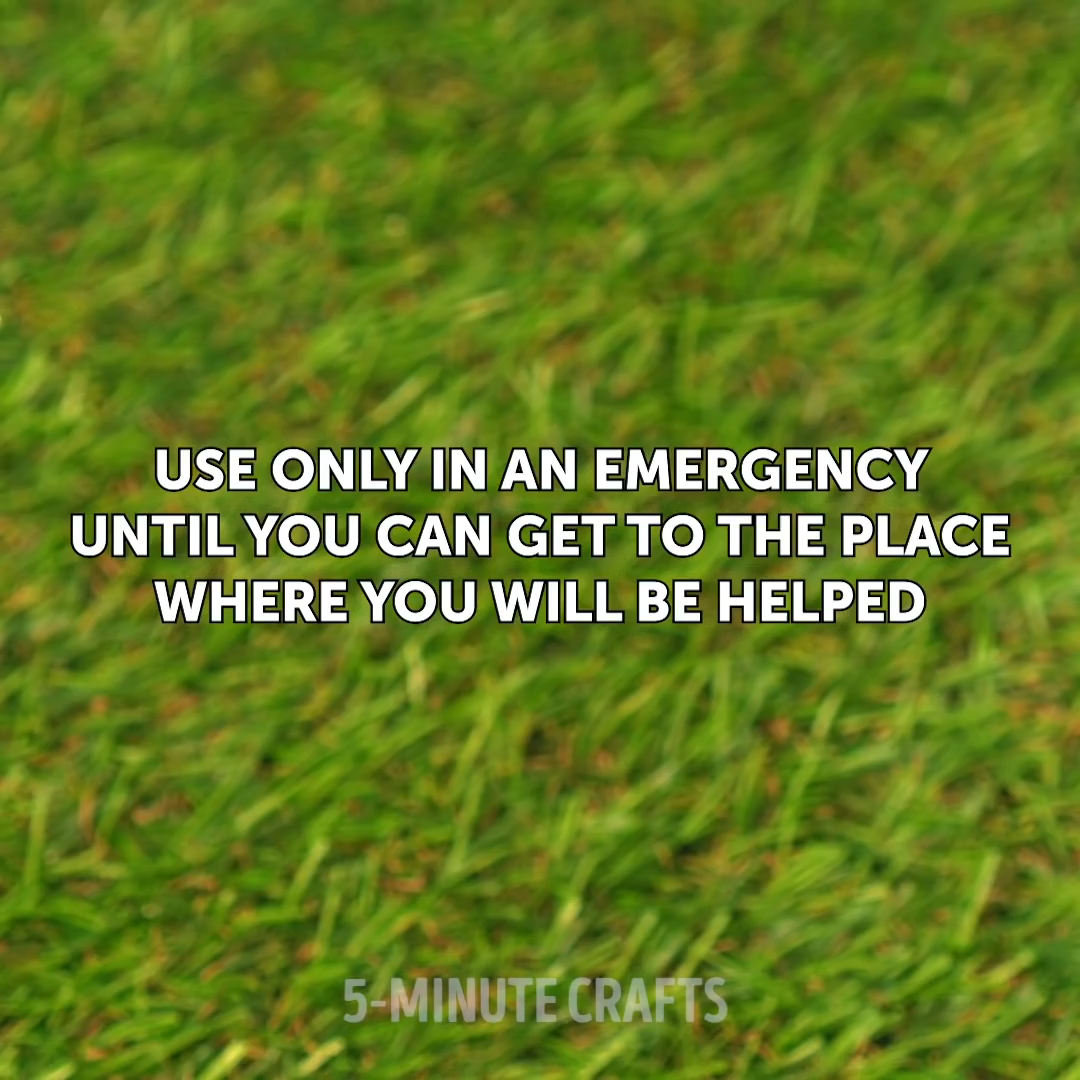 USE ONLY IN AN EMERGENCY
UNTIL YOU CAN GET TO THE PLACE
WHERE YOU WILL BE HELPED
5-MINUTE CRAFTS